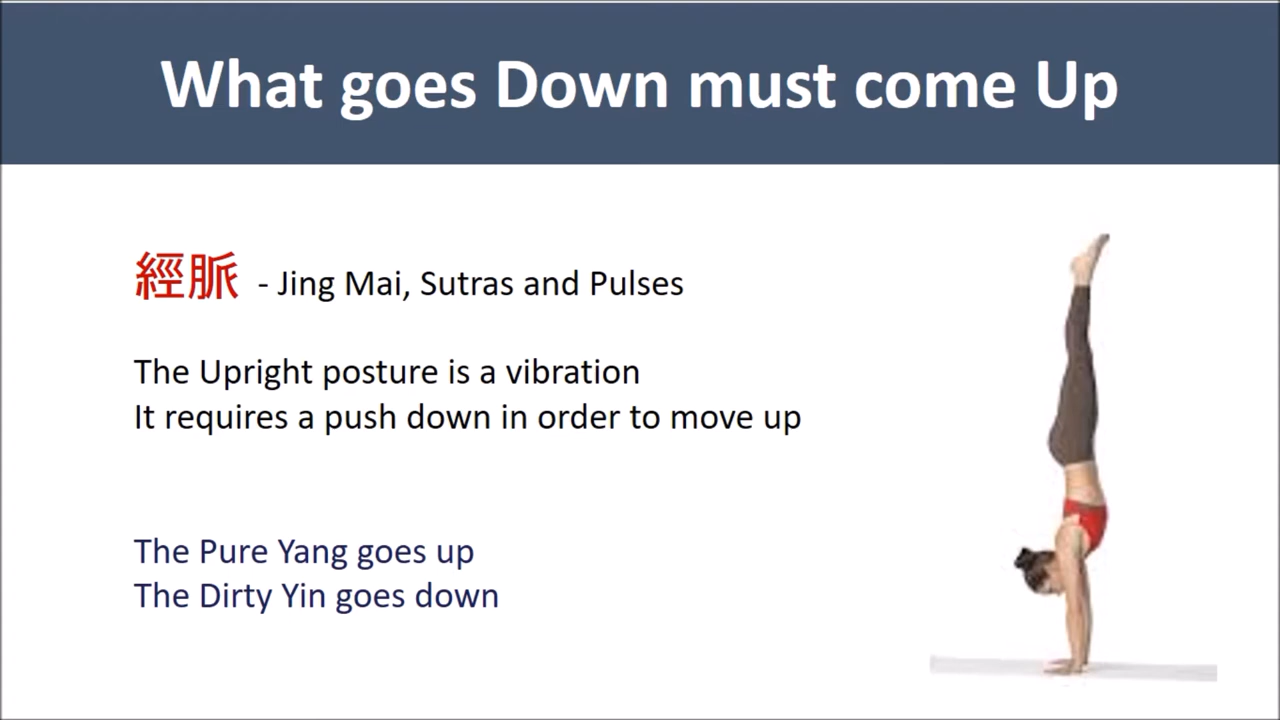 What goes Down must come Up
經脈 - Jing Mai, Sutras and Pulses
The Upright posture is a vibration
It requires a push down in order to move up
The Pure Yang goes up
The Dirty Yin goes down